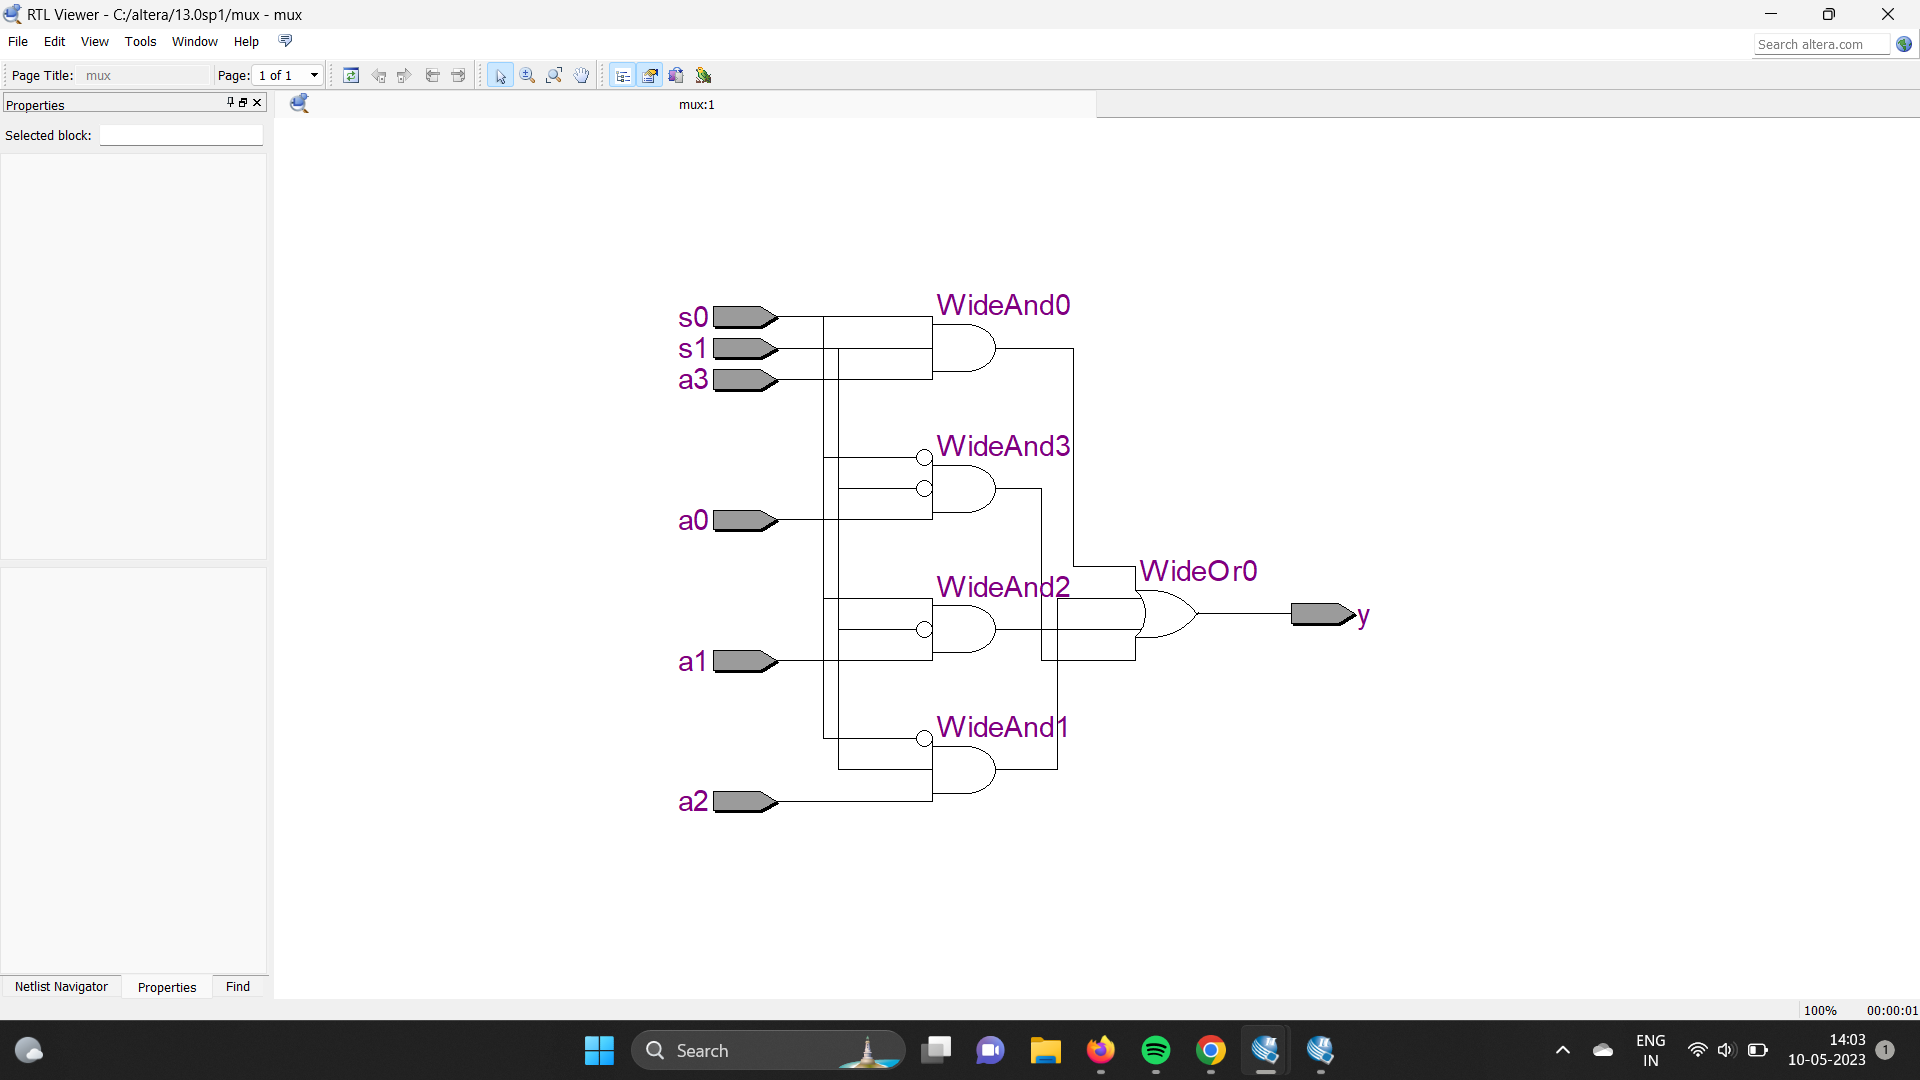 RTL Viewer - C:/altera/13.0sp1/mux - mux
File Edit View Tools Window Help
Search altera.com
Page Title: mux Page: 1 of 1
Properties
mux:1
Selected block:
WideAnd0
s0
s1
a3
WideAnd3
a0
WideAnd2
WideOr0
y
a1
WideAnd1
a2
Netlist Navigator Properties Find
100% 00:00:01
Search
ENG
IN
14:03
10-05-2023
1